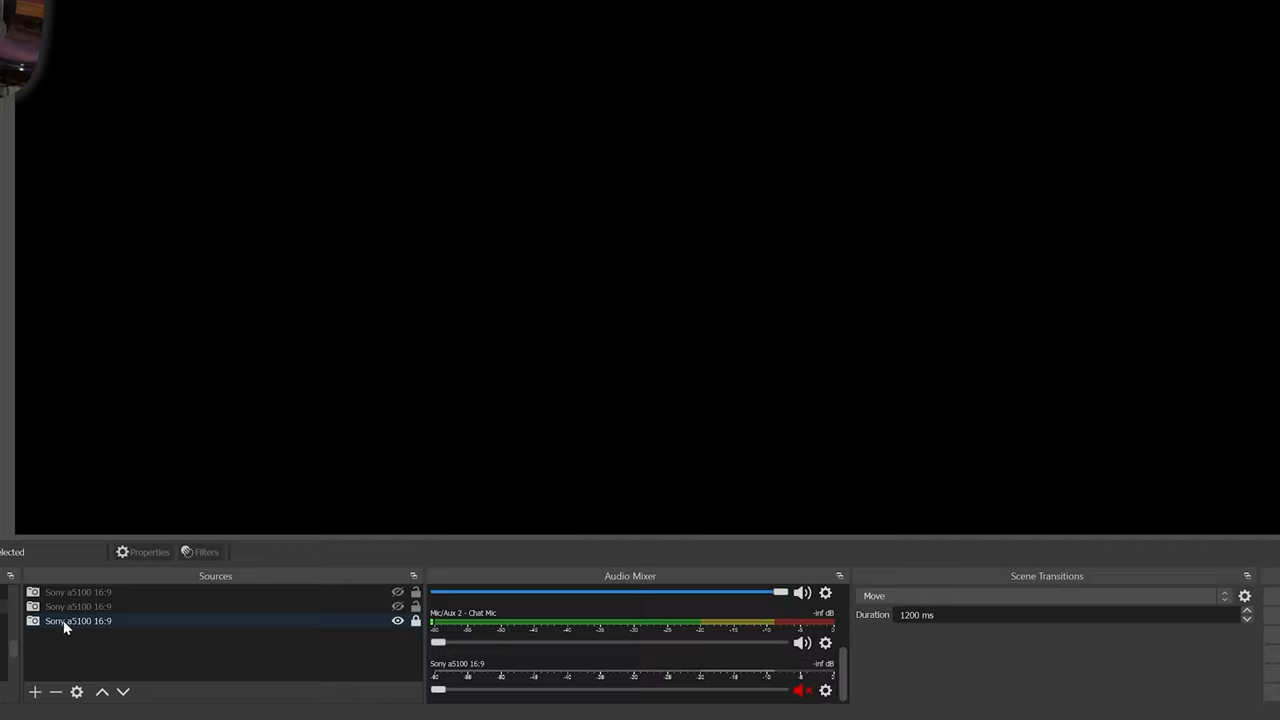 elected
Properties
Filters
Sources
Audio Mixer
Scene Transitions
Sony a5100 16:9
Sony a5100 16:9
Sony a5100 16:9
Mic/Aux 2 - Chat Mic
-inf dB
Sony a5100 16:9
-inf dB
Move
Duration
1200 ms